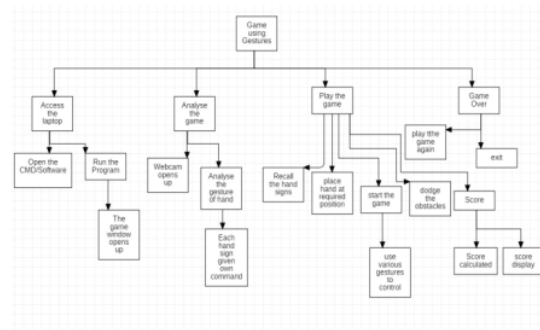 Game
using
Gestures
Access
the
laptop
Analyse
the
game
Play the
game
Game
Over
Open the
CMD/Software
Run the
Program
Webcam
opens
up
Analyse
the
gesture
of hand
Recall
the hand
signs
place
hand at
required
position
start the
game
dodge
the
obstacles
Score
play tthe
game
again
exit
The
game
window
opens
up
Each
hand
sign
given
own
command
use
various
gestures
to
control
Score
calculated
score
display